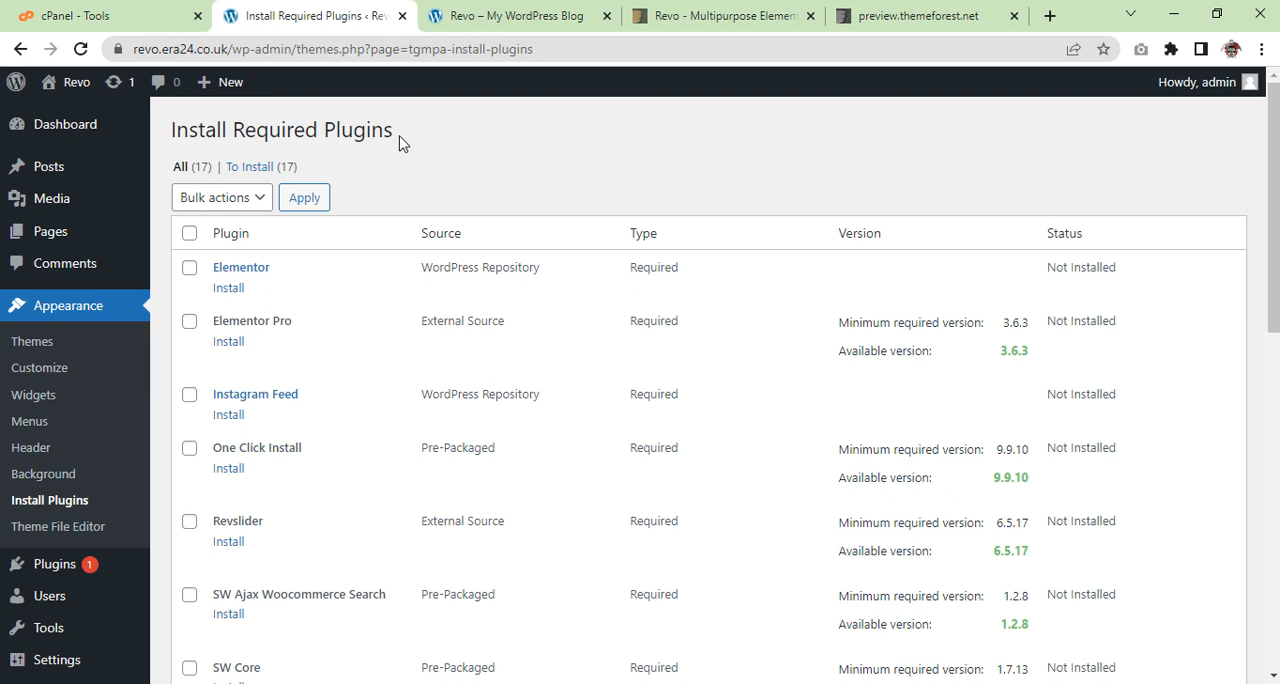 cPanel - Tools
Install Required Plugins ‹ Rev
Revo – My WordPress Blog
Revo - Multipurpose Element
preview.themeforest.net
revo.era24.co.uk/wp-admin/themes.php?page=tgmpa-install-plugins
Revo 1 0 New Howdy, admin
Dashboard
Posts
Media
Pages
Comments
Appearance
Themes
Customize
Widgets
Menus
Header
Background
Install Plugins
Theme File Editor
Plugins 1
Users
Tools
Settings
Install Required Plugins
All (17) | To Install (17)
Bulk actions Apply
Plugin Source Type Version Status
Elementor WordPress Repository Required Not Installed
Install
Elementor Pro External Source Required Minimum required version: 3.6.3 Not Installed
Install
Available version: 3.6.3
Instagram Feed WordPress Repository Required Not Installed
Install
One Click Install Pre-Packaged Required Minimum required version: 9.9.10 Not Installed
Install
Available version: 9.9.10
Revslider External Source Required Minimum required version: 6.5.17 Not Installed
Install
Available version: 6.5.17
SW Ajax Woocommerce Search Pre-Packaged Required Minimum required version: 1.2.8 Not Installed
Install
Available version: 1.2.8
SW Core Pre-Packaged Required Minimum required version: 1.7.13 Not Installed